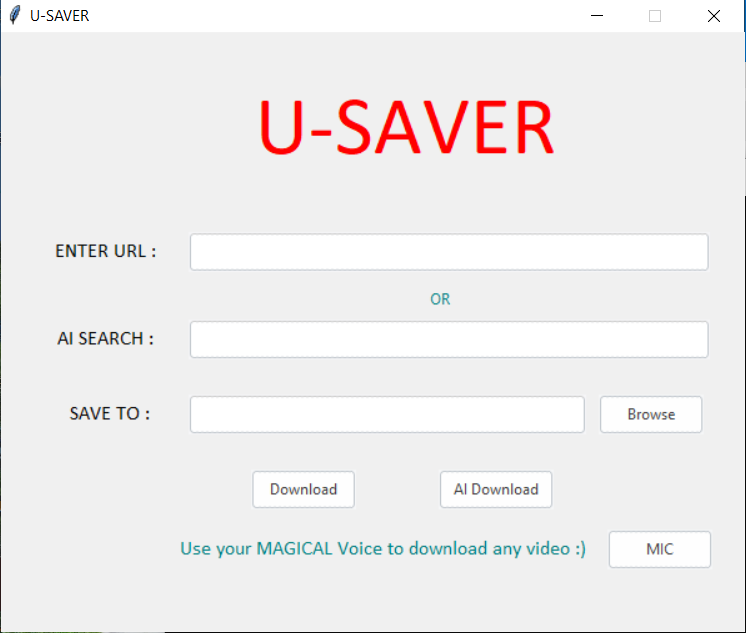 U-SAVER
U-SAVER
ENTER URL :
OR
AI SEARCH :
SAVE TO : Browse
Download AI Download
Use your MAGICAL Voice to download any video :) MIC